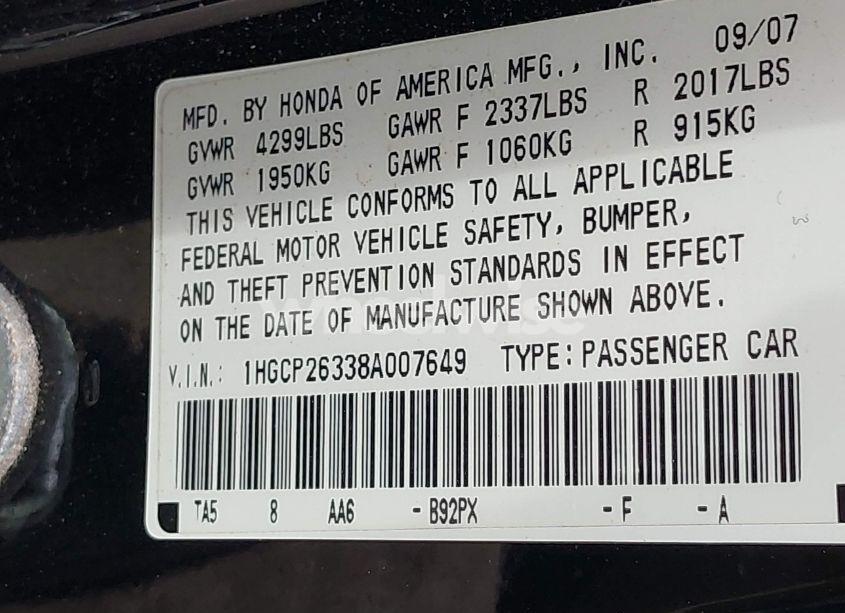 MFD. BY HONDA OF AMERICA MFG., INC. 09/07
GVWR 4299LBS GAWR F 2337LBS R 2017LBS
GVWR 1950KG GAWR F 1060KG R 915KG
THIS VEHICLE CONFORMS TO ALL APPLICABLE
FEDERAL MOTOR VEHICLE SAFETY, BUMPER,
AND THEFT PREVENTION STANDARDS IN EFFECT
ON THE DATE OF MANUFACTURE SHOWN ABOVE.
V.I.N.: 1HGCP26338A007649 TYPE: PASSENGER CAR
TA5 8 AA6 -B92PX -F -A